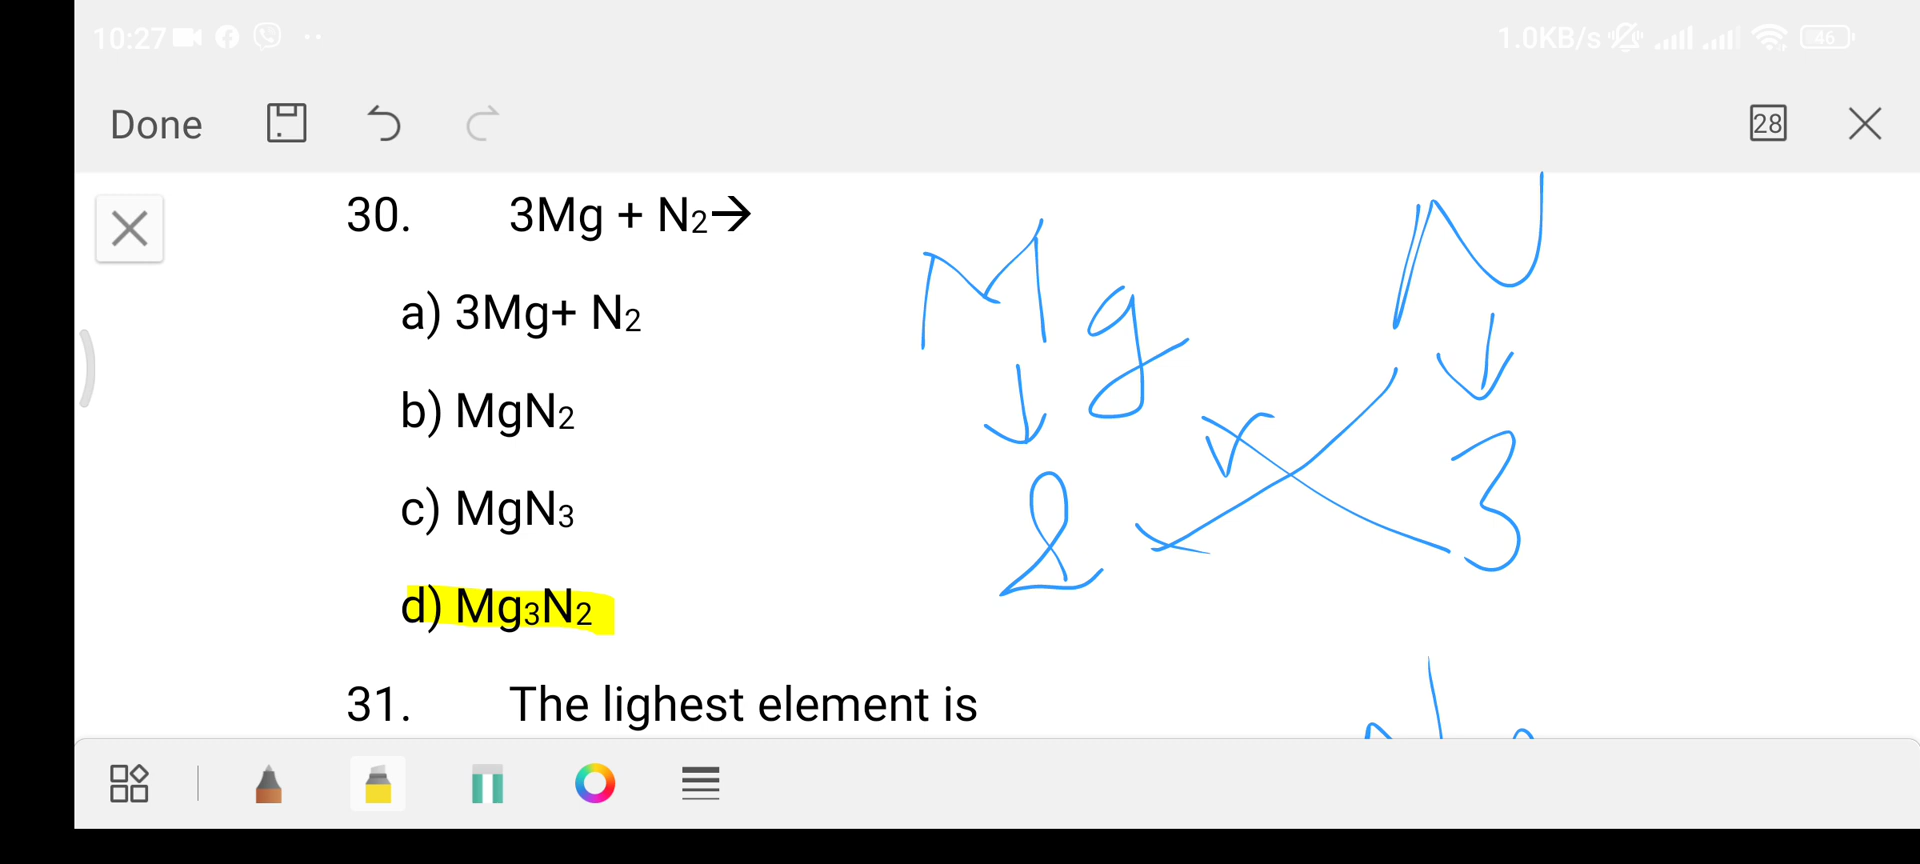 10:27
1.0KB/s 46
Done 28
30. 3Mg + N2→
a) 3Mg+ N2
b) MgN2
c) MgN3
d) Mg3N2
Mg N
2 3
31. The lighest element is